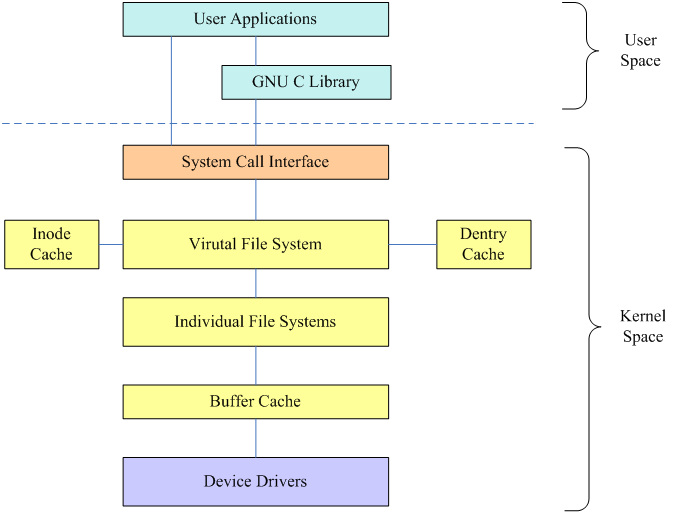 User Applications
User
Space
GNU C Library
System Call Interface
Inode
Cache
Virutal File System
Dentry
Cache
Individual File Systems
Kernel
Space
Buffer Cache
Device Drivers